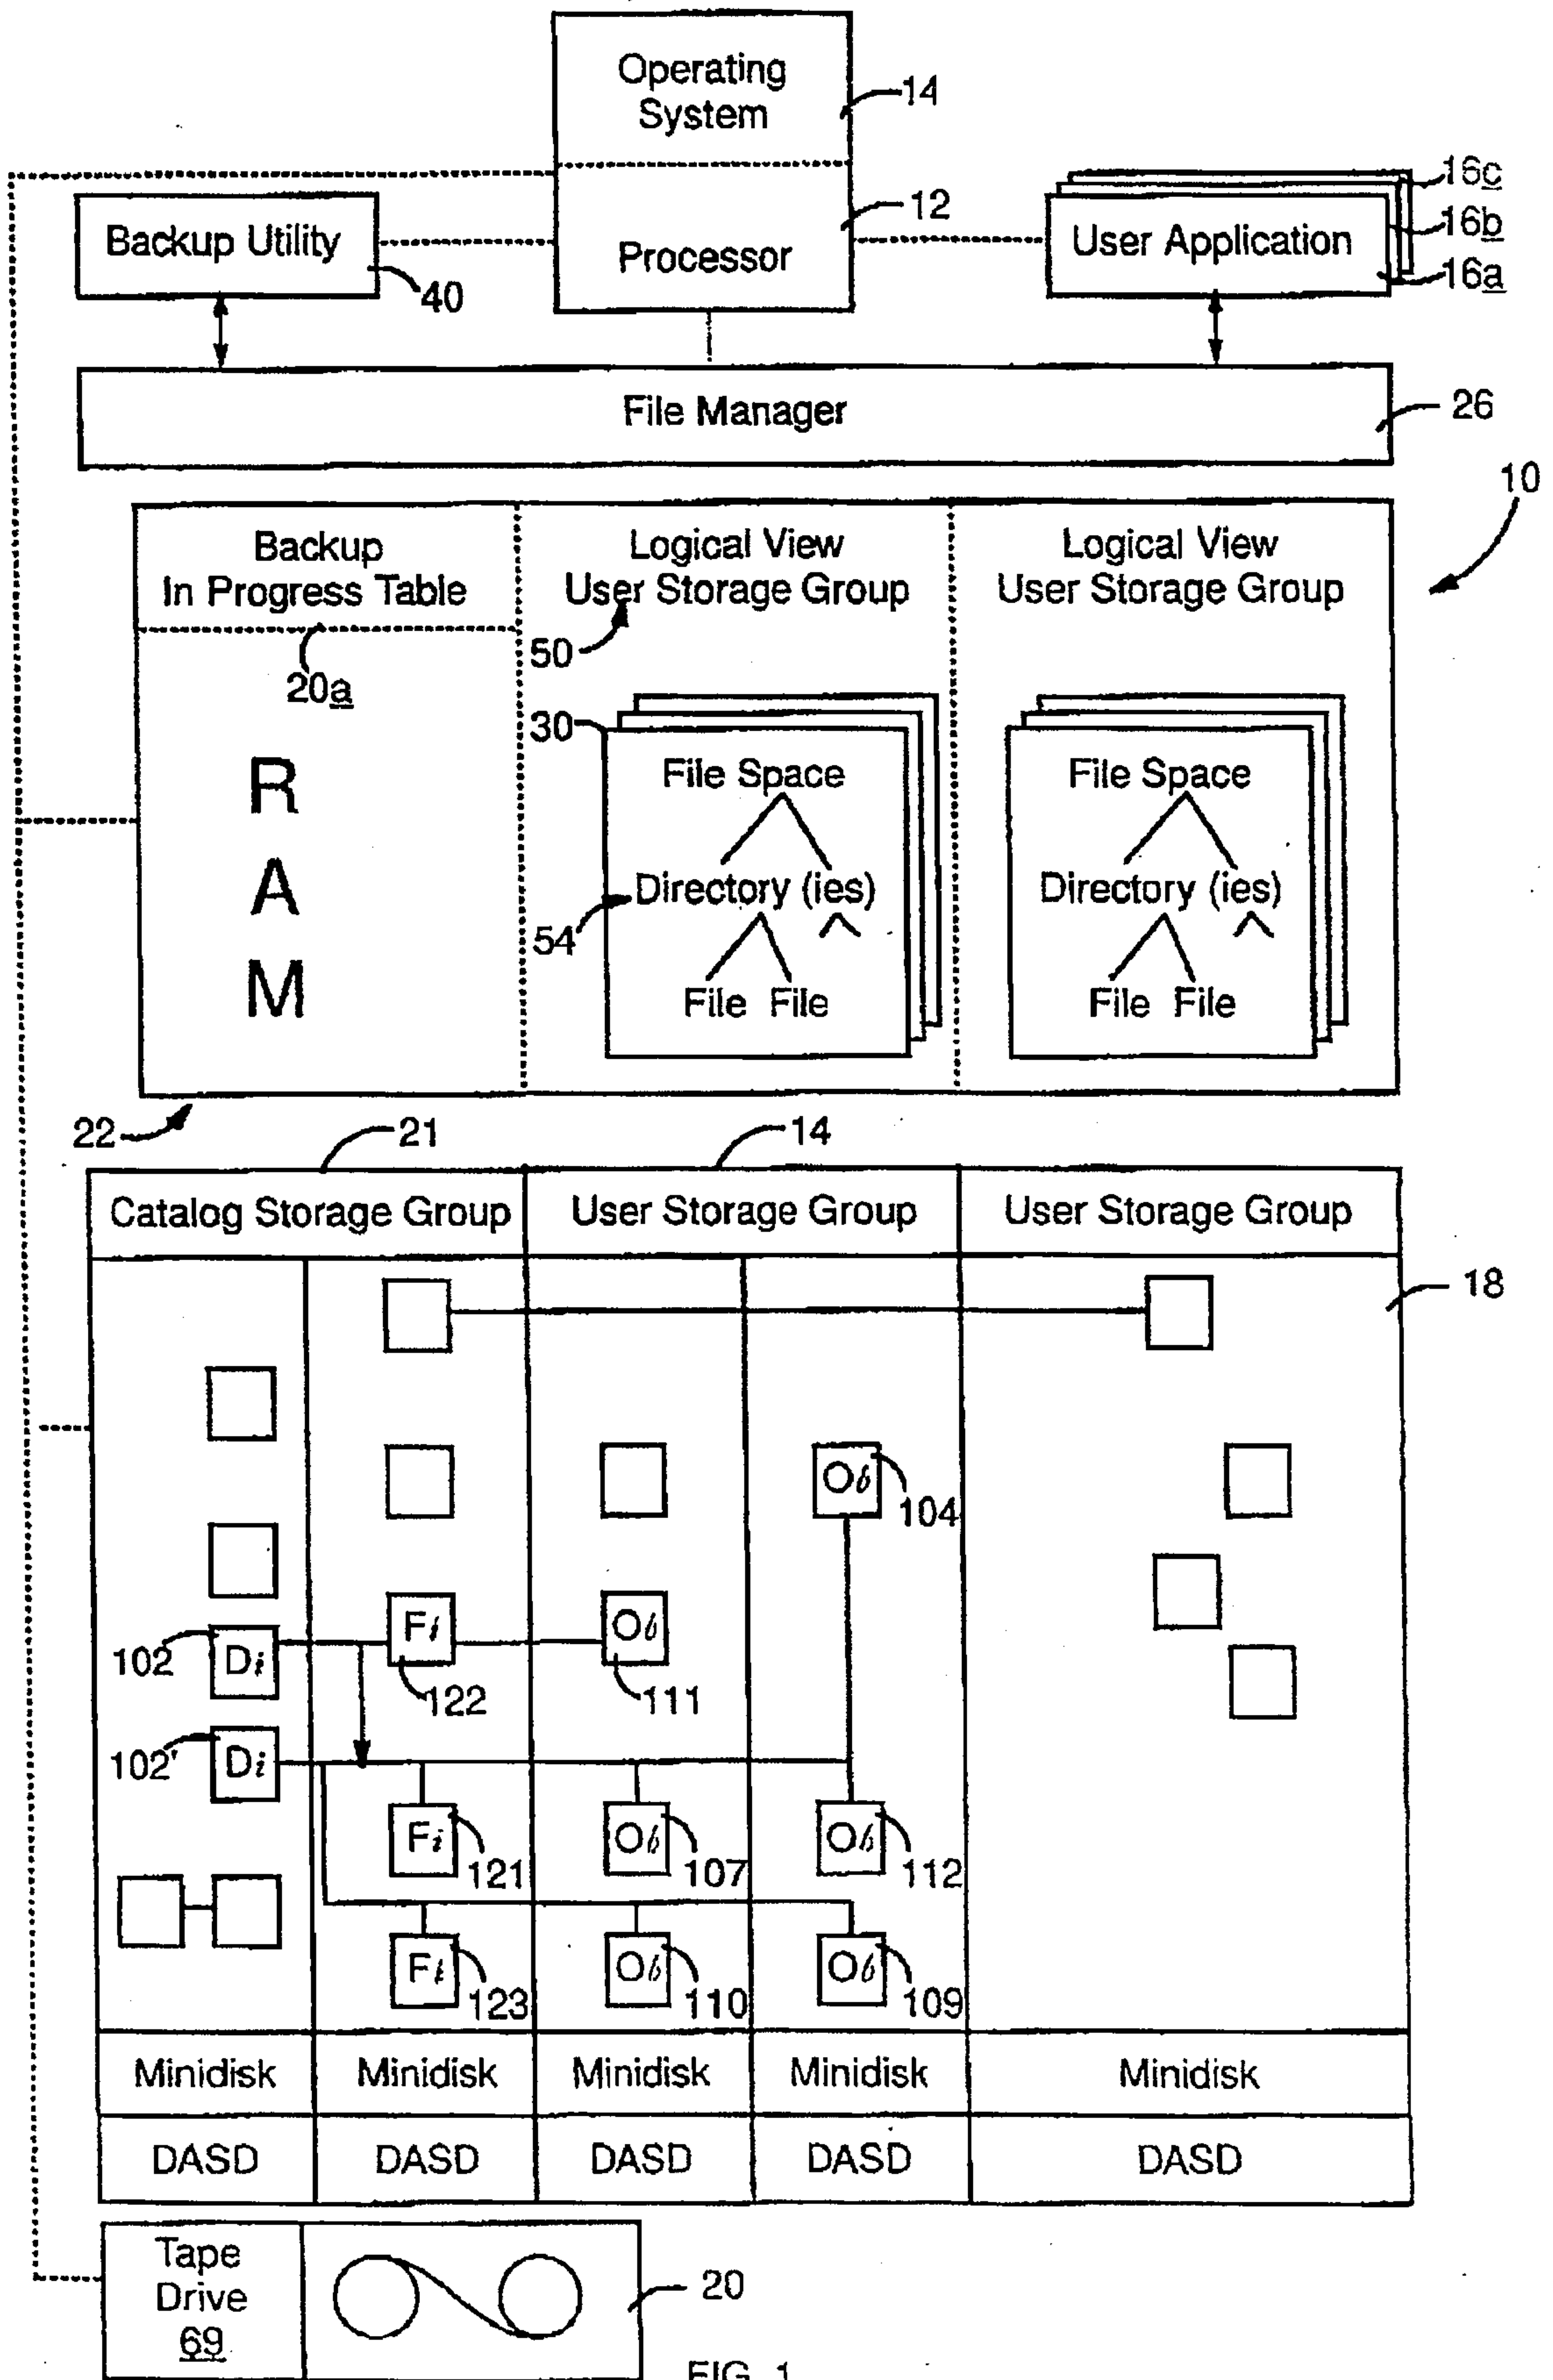 Operating
System
14
Processor
12
Backup Utility
40
User Application
16c
16b
16a
File Manager
26
10
Backup
In Progress Table
20a
R
A
M
22
Logical View
User Storage Group
50
30
File Space
Directory (ies)
54
File File
Logical View
User Storage Group
File Space
Directory (ies)
File File
21
14
Catalog Storage Group
User Storage Group
User Storage Group
18
Ob
104
102
Di
Fi
122
Ob
111
102'
Di
Fi
121
Ob
107
Ob
112
Fi
123
Ob
110
Ob
109
Minidisk
Minidisk
Minidisk
Minidisk
Minidisk
DASD
DASD
DASD
DASD
DASD
Tape
Drive
69
20
FIG. 1